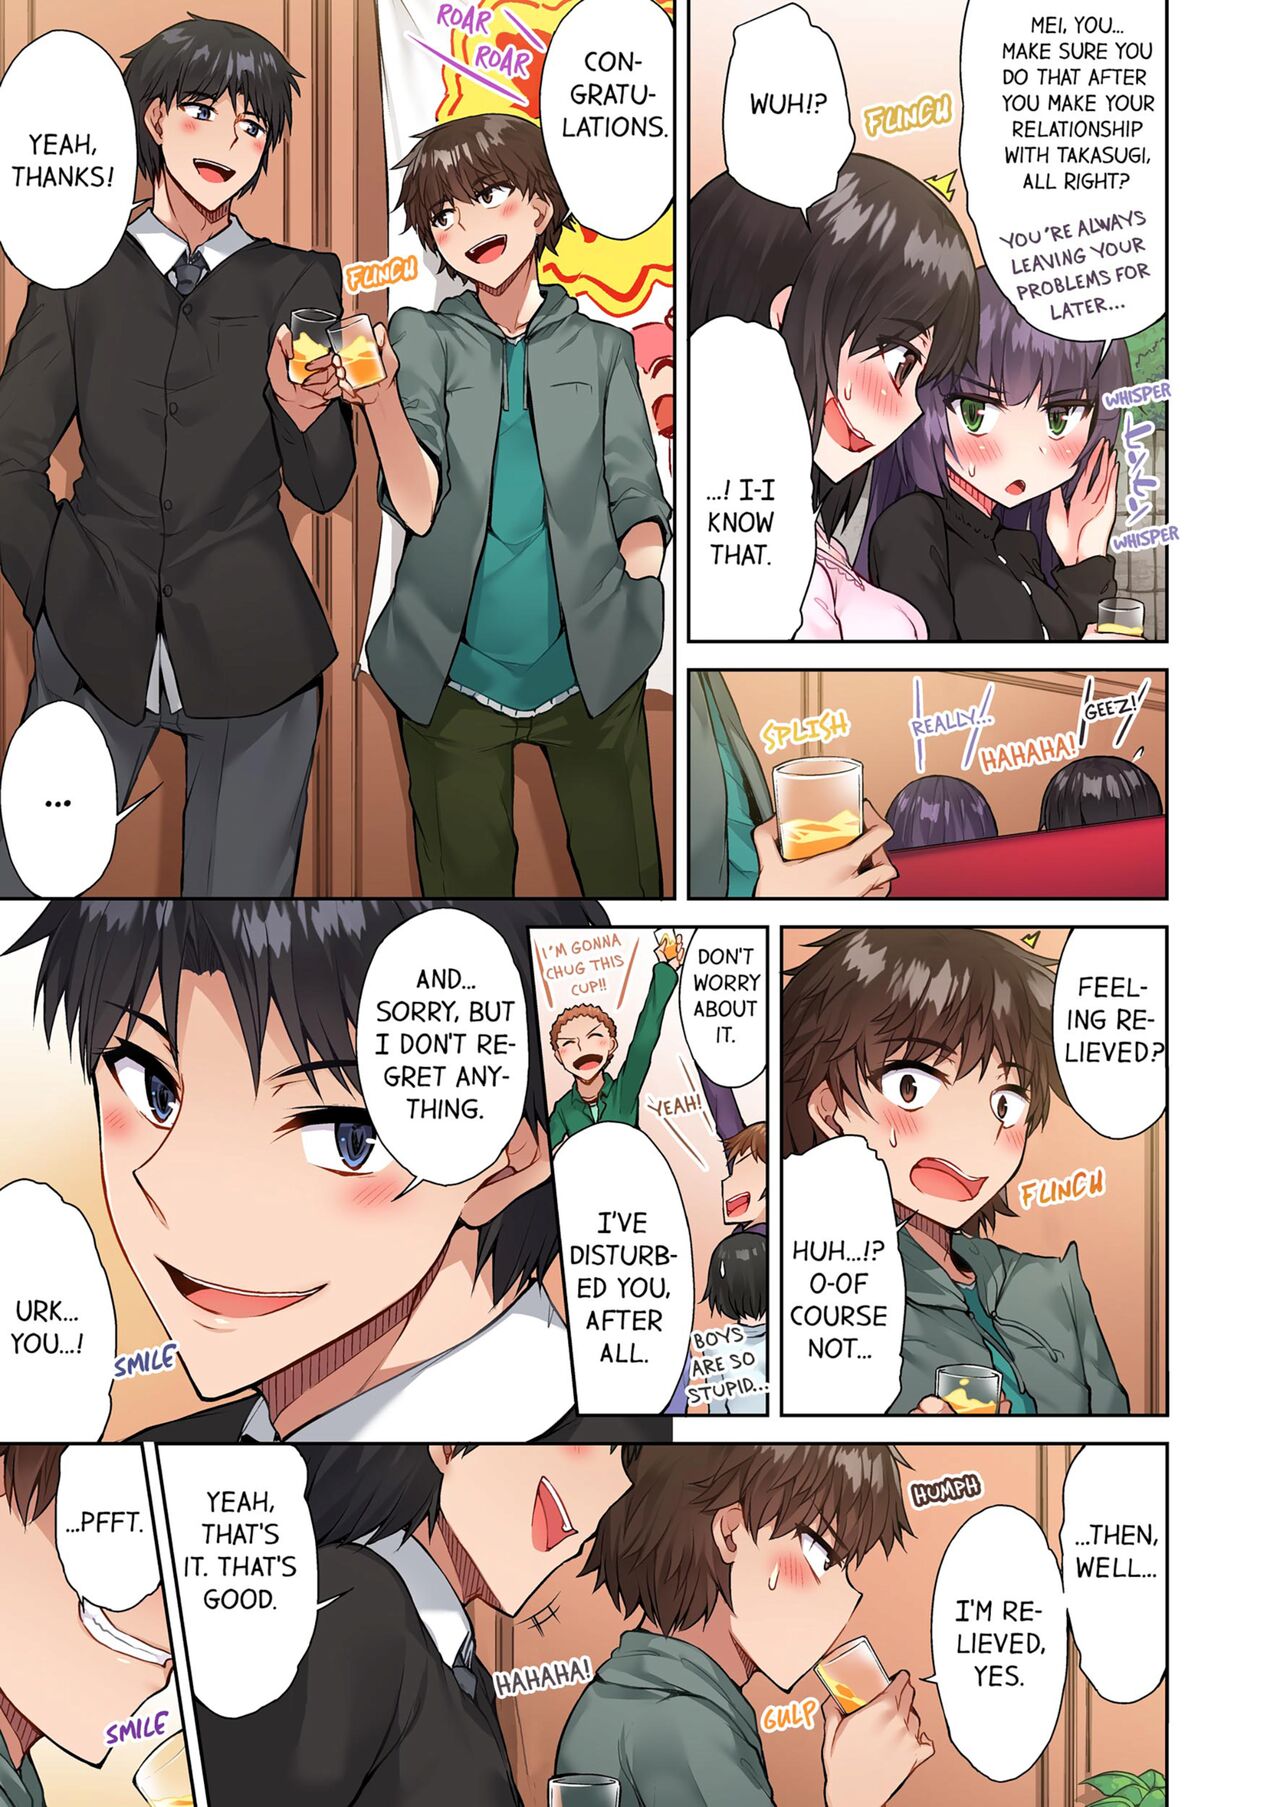 MEI, YOU...
MAKE SURE YOU
DO THAT AFTER
YOU MAKE YOUR
RELATIONSHIP
WITH TAKASUGI,
ALL RIGHT?
YOU'RE ALWAYS
LEAVING YOUR
PROBLEMS FOR
LATER...
WHISPER
ヒソヒソ
WHISPER
FLINCH
WUH!?
...! I-I
KNOW
THAT.
GEEZ!
HAHAHA!
REALLY...
SPLISH
ROAR
ROAR
CON-
GRATU-
LATIONS.
FLINCH
YEAH,
THANKS!
...
FEEL-
ING RE-
LIEVED?
FLINCH
HUH...!?
O-OF
COURSE
NOT...
DON'T
WORRY
ABOUT
IT.
I'M GONNA
CHUG THIS
CUP!!
YEAH!
BOYS
ARE SO
STUPID...
I'VE
DISTURB-
ED YOU,
AFTER
ALL.
AND...
SORRY, BUT
I DON'T RE-
GRET ANY-
THING.
SMILE
URK...
YOU...!
...THEN,
WELL...
HUMPH
I'M RE-
LIEVED,
YES.
GULP
HAHAHA!
YEAH,
THAT'S
IT. THAT'S
GOOD.
...PFFT.
SMILE